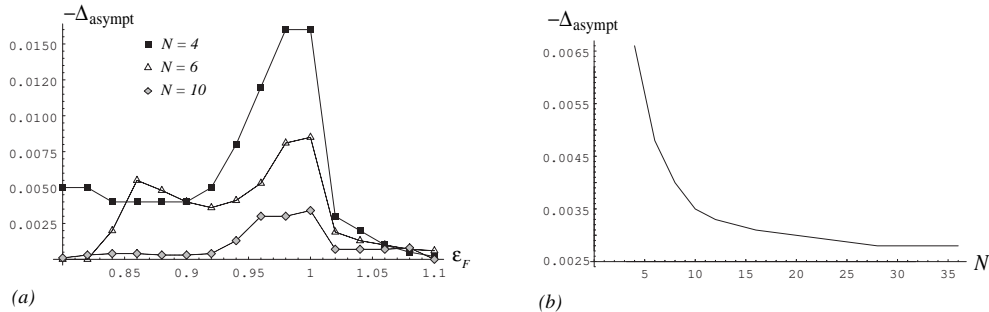 −Δasympt
0.0150
0.0120
0.0100
0.0075
0.0050
0.0025
N = 4
N = 6
N = 10
0.85 0.9 0.95 1 1.05 1.1
εF
(a)
−Δasympt
0.0065
0.0055
0.0045
0.0035
0.0025
5 10 15 20 25 30 35
N
(b)